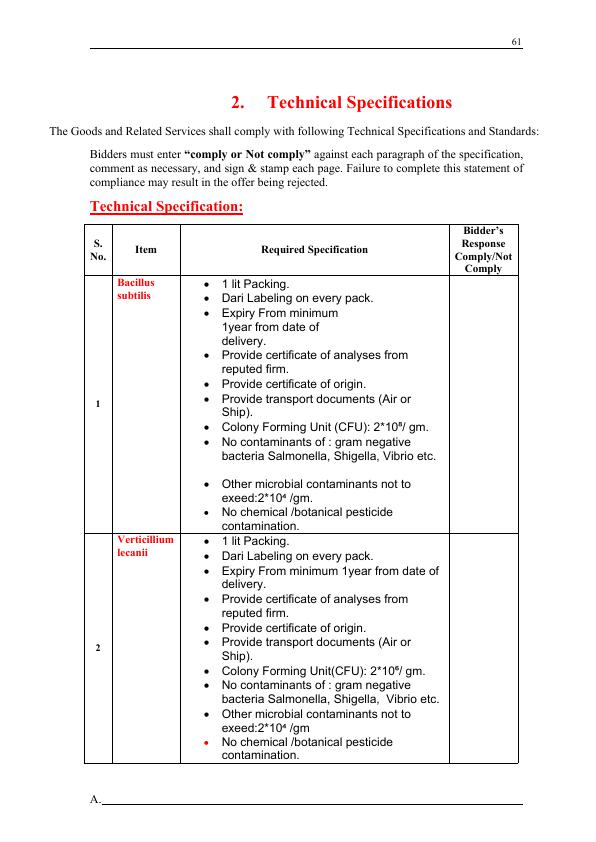 61
2. Technical Specifications
The Goods and Related Services shall comply with following Technical Specifications and Standards:
Bidders must enter “comply or Not comply” against each paragraph of the specification,
comment as necessary, and sign & stamp each page. Failure to complete this statement of
compliance may result in the offer being rejected.
Technical Specification:
S.
No.
Item
Required Specification
Bidder’s
Response
Comply/Not
Comply
1
Bacillus
subtilis
• 1 lit Packing.
• Dari Labeling on every pack.
• Expiry From minimum
1year from date of
delivery.
• Provide certificate of analyses from
reputed firm.
• Provide certificate of origin.
• Provide transport documents (Air or
Ship).
• Colony Forming Unit (CFU): 2*10⁸/ gm.
• No contaminants of : gram negative
bacteria Salmonella, Shigella, Vibrio etc.
• Other microbial contaminants not to
exeed:2*10⁴ /gm.
• No chemical /botanical pesticide
contamination.
2
Verticillium
lecanii
• 1 lit Packing.
• Dari Labeling on every pack.
• Expiry From minimum 1year from date of
delivery.
• Provide certificate of analyses from
reputed firm.
• Provide certificate of origin.
• Provide transport documents (Air or
Ship).
• Colony Forming Unit(CFU): 2*10⁶/ gm.
• No contaminants of : gram negative
bacteria Salmonella, Shigella, Vibrio etc.
• Other microbial contaminants not to
exeed:2*10⁴ /gm
• No chemical /botanical pesticide
contamination.
A.